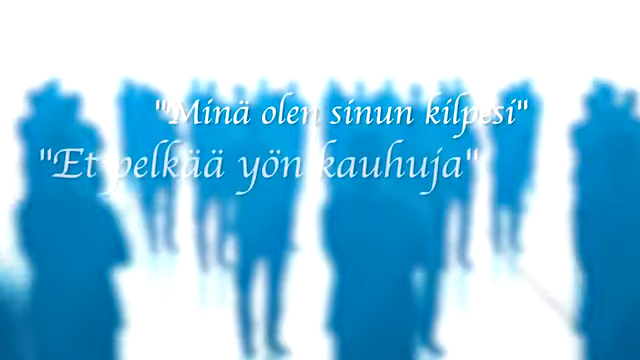 "Minä olen sinun kilpesi"
"Et pelkää yön kauhuja"